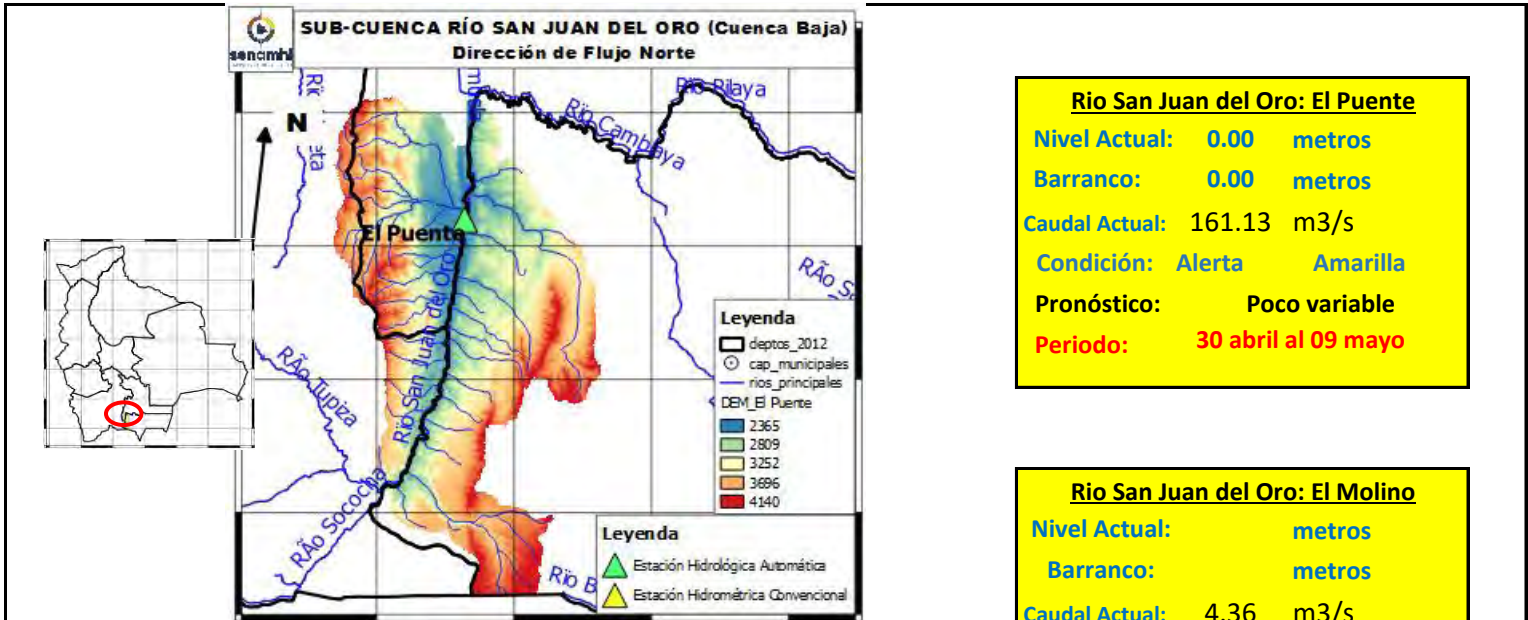 SUB-CUENCA RÍO SAN JUAN DEL ORO (Cuenca Baja)
Dirección de Flujo Norte
senamhi
N
Río Pilaya
Río Camblaya
El Puente
Río San Juan del Oro
RÃo Tupiza
RÃo Sococha
RÃo S
Río B
Leyenda
deptos_2012
cap_municipales
rios_principales
DEM_El Puente
2365
2809
3252
3696
4140
Leyenda
Estación Hidrológica Automática
Estación Hidrométrica Convencional
Rio San Juan del Oro: El Puente
Nivel Actual: 0.00 metros
Barranco: 0.00 metros
Caudal Actual: 161.13 m3/s
Condición: Alerta Amarilla
Pronóstico: Poco variable
Periodo: 30 abril al 09 mayo
Rio San Juan del Oro: El Molino
Nivel Actual: metros
Barranco: metros
Caudal Actual: 4.36 m3/s